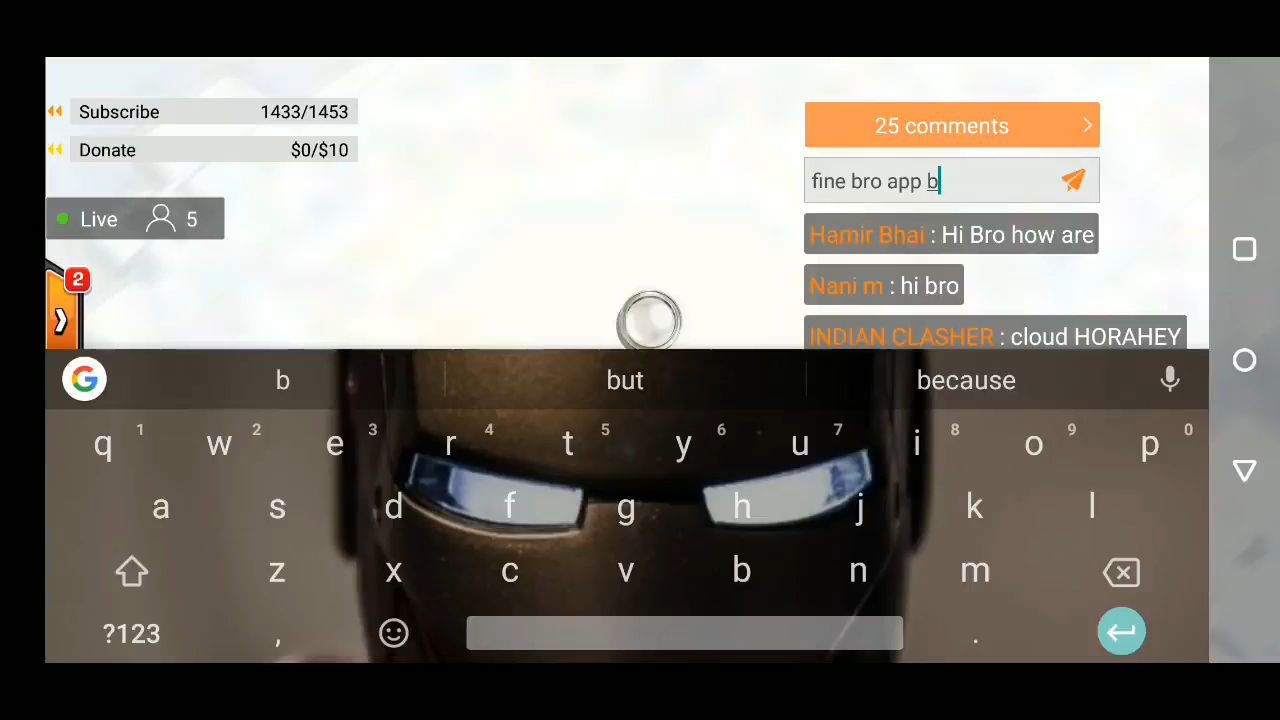 Subscribe 1433/1453
Donate $0/$10
Live 5
2
25 comments
fine bro app b
Hamir Bhai : Hi Bro how are
Nani m : hi bro
INDIAN CLASHER : cloud HORAHEY
G b but because
q 1 w 2 e 3 r 4 t 5 y 6 u 7 i 8 o 9 p 0
a s d f g h j k l
z x c v b n m
?123 , .